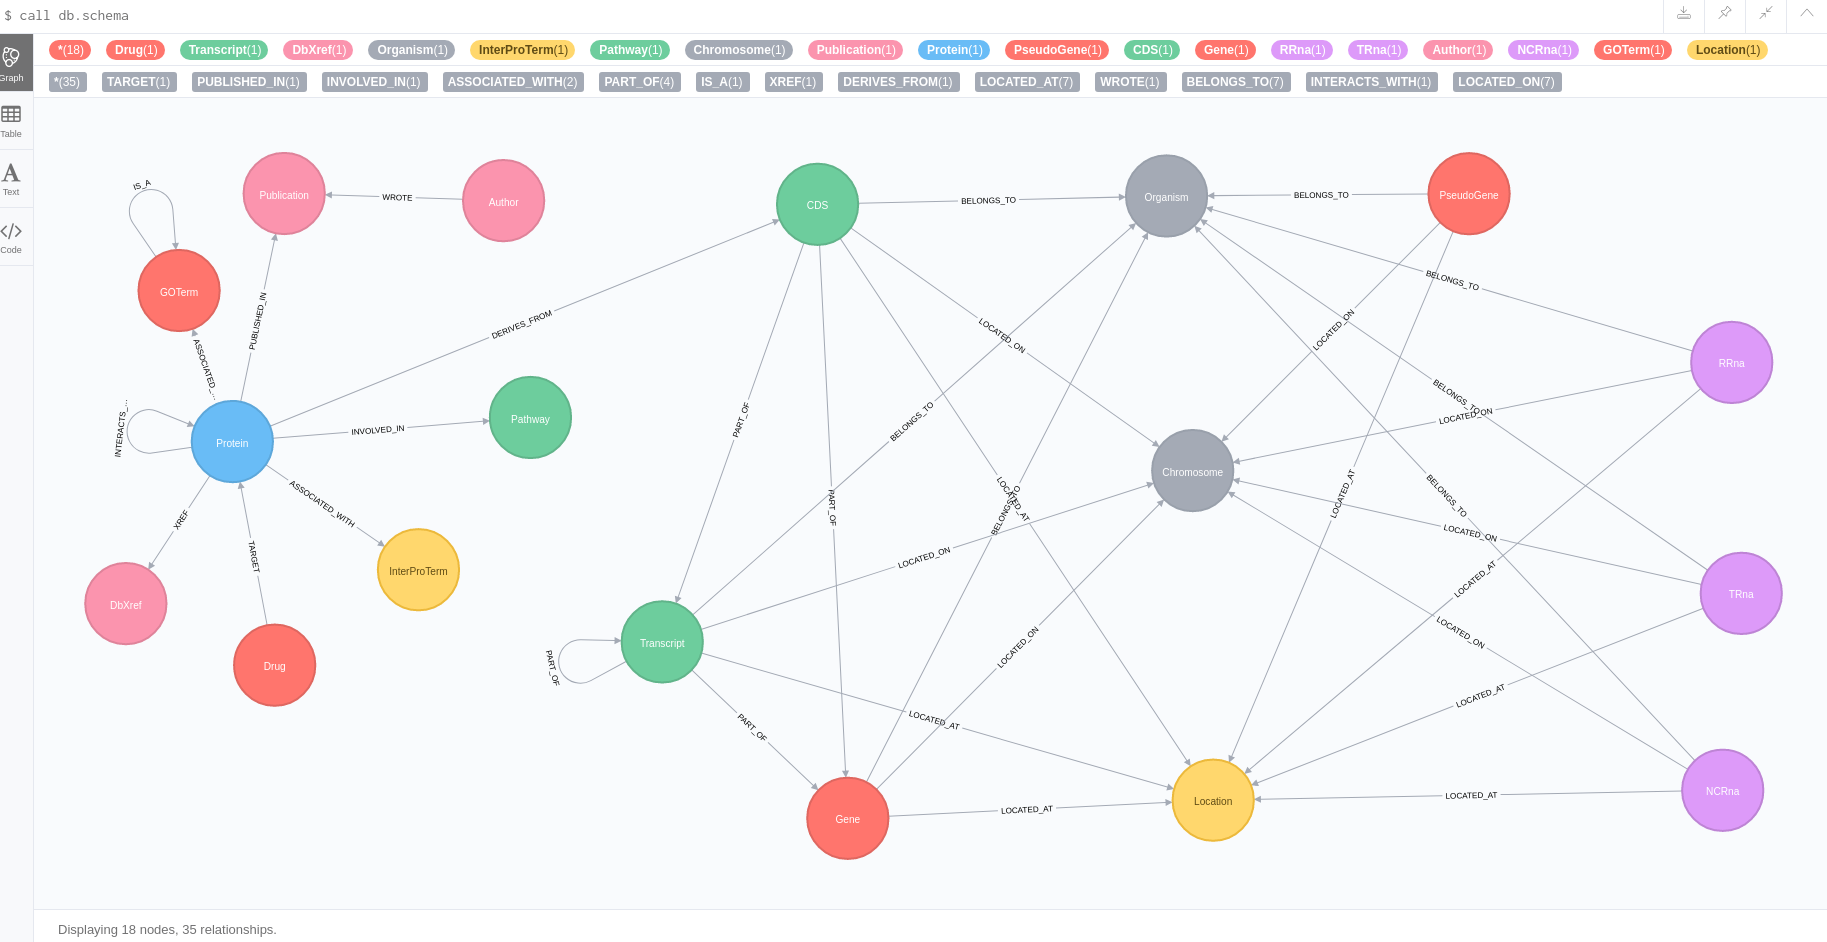 $ call db.schema
*(18) Drug(1) Transcript(1) DbXref(1) Organism(1) InterProTerm(1) Pathway(1) Chromosome(1) Publication(1) Protein(1) PseudoGene(1) CDS(1) Gene(1) RRna(1) TRna(1) Author(1) NCRna(1) GOTerm(1) Location(1)
*(35) TARGET(1) PUBLISHED_IN(1) INVOLVED_IN(1) ASSOCIATED_WITH(2) PART_OF(4) IS_A(1) XREF(1) DERIVES_FROM(1) LOCATED_AT(7) WROTE(1) BELONGS_TO(7) INTERACTS_WITH(1) LOCATED_ON(7)
Graph
Table
Text
Code
IS_A
Publication
WROTE
Author
CDS
BELONGS_TO
Organism
BELONGS_TO
PseudoGene
GOTerm
PUBLISHED_IN
DERIVES_FROM
LOCATED_ON
LOCATED_ON
BELONGS_TO
RRna
ASSOCIATED_…
INTERACTS_…
Protein
INVOLVED_IN
Pathway
PART_OF
BELONGS_TO
BELONGS_TO
LOCATED_ON
Chromosome
XREF
ASSOCIATED_WITH
PART_OF
LOCATED_AT
BELONGS_TO
LOCATED_AT
BELONGS_TO
LOCATED_ON
TARGET
InterProTerm
LOCATED_ON
LOCATED_AT
TRna
DbXref
Drug
PART_OF
Transcript
LOCATED_ON
LOCATED_ON
LOCATED_AT
PART_OF
LOCATED_AT
Gene
LOCATED_AT
Location
LOCATED_AT
NCRna
Displaying 18 nodes, 35 relationships.